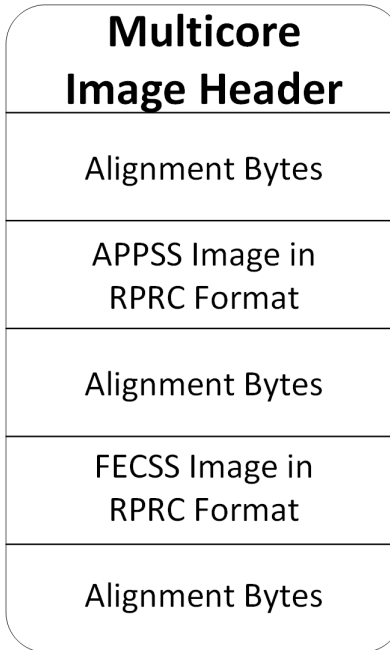 Multicore
Image Header
Alignment Bytes
APPSS Image in
RPRC Format
Alignment Bytes
FECSS Image in
RPRC Format
Alignment Bytes